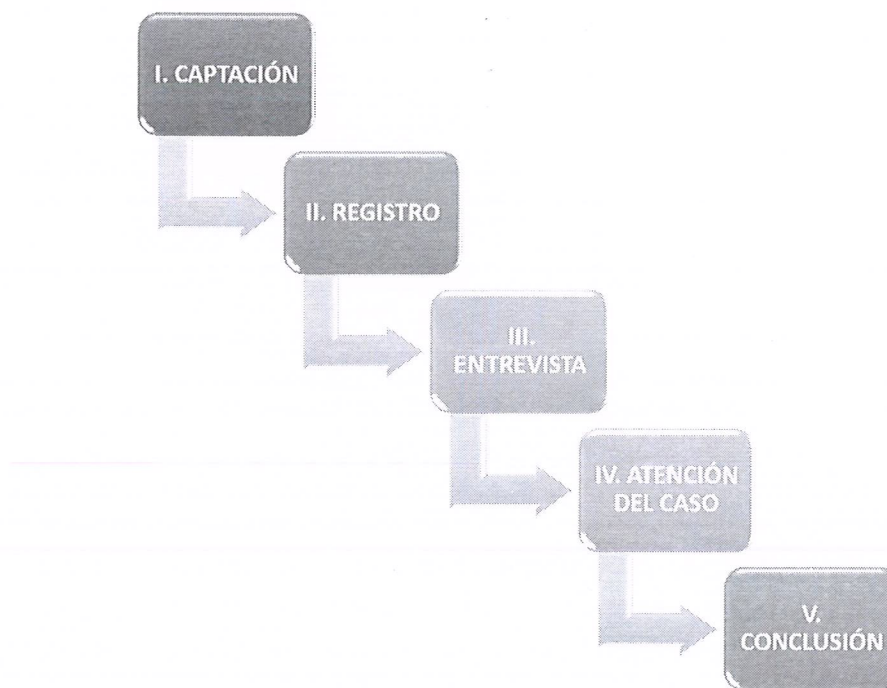 I. CAPTACIÓN
II. REGISTRO
III.
ENTREVISTA
IV. ATENCIÓN
DEL CASO
V.
CONCLUSIÓN